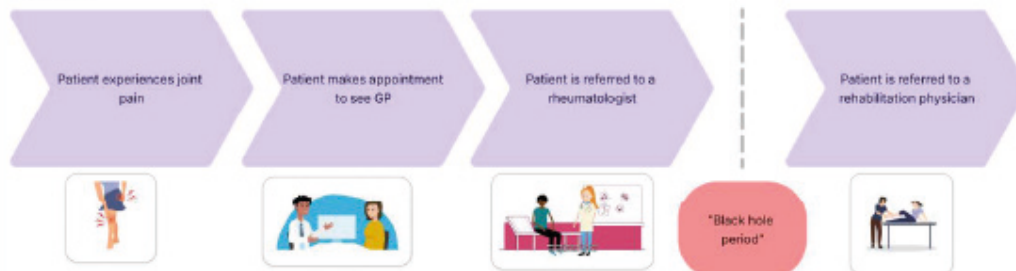 Patient experiences joint
pain
Patient makes appointment
to see GP
Patient is referred to a
rheumatologist
Patient is referred to a
rehabilitation physician
"Black hole
period"